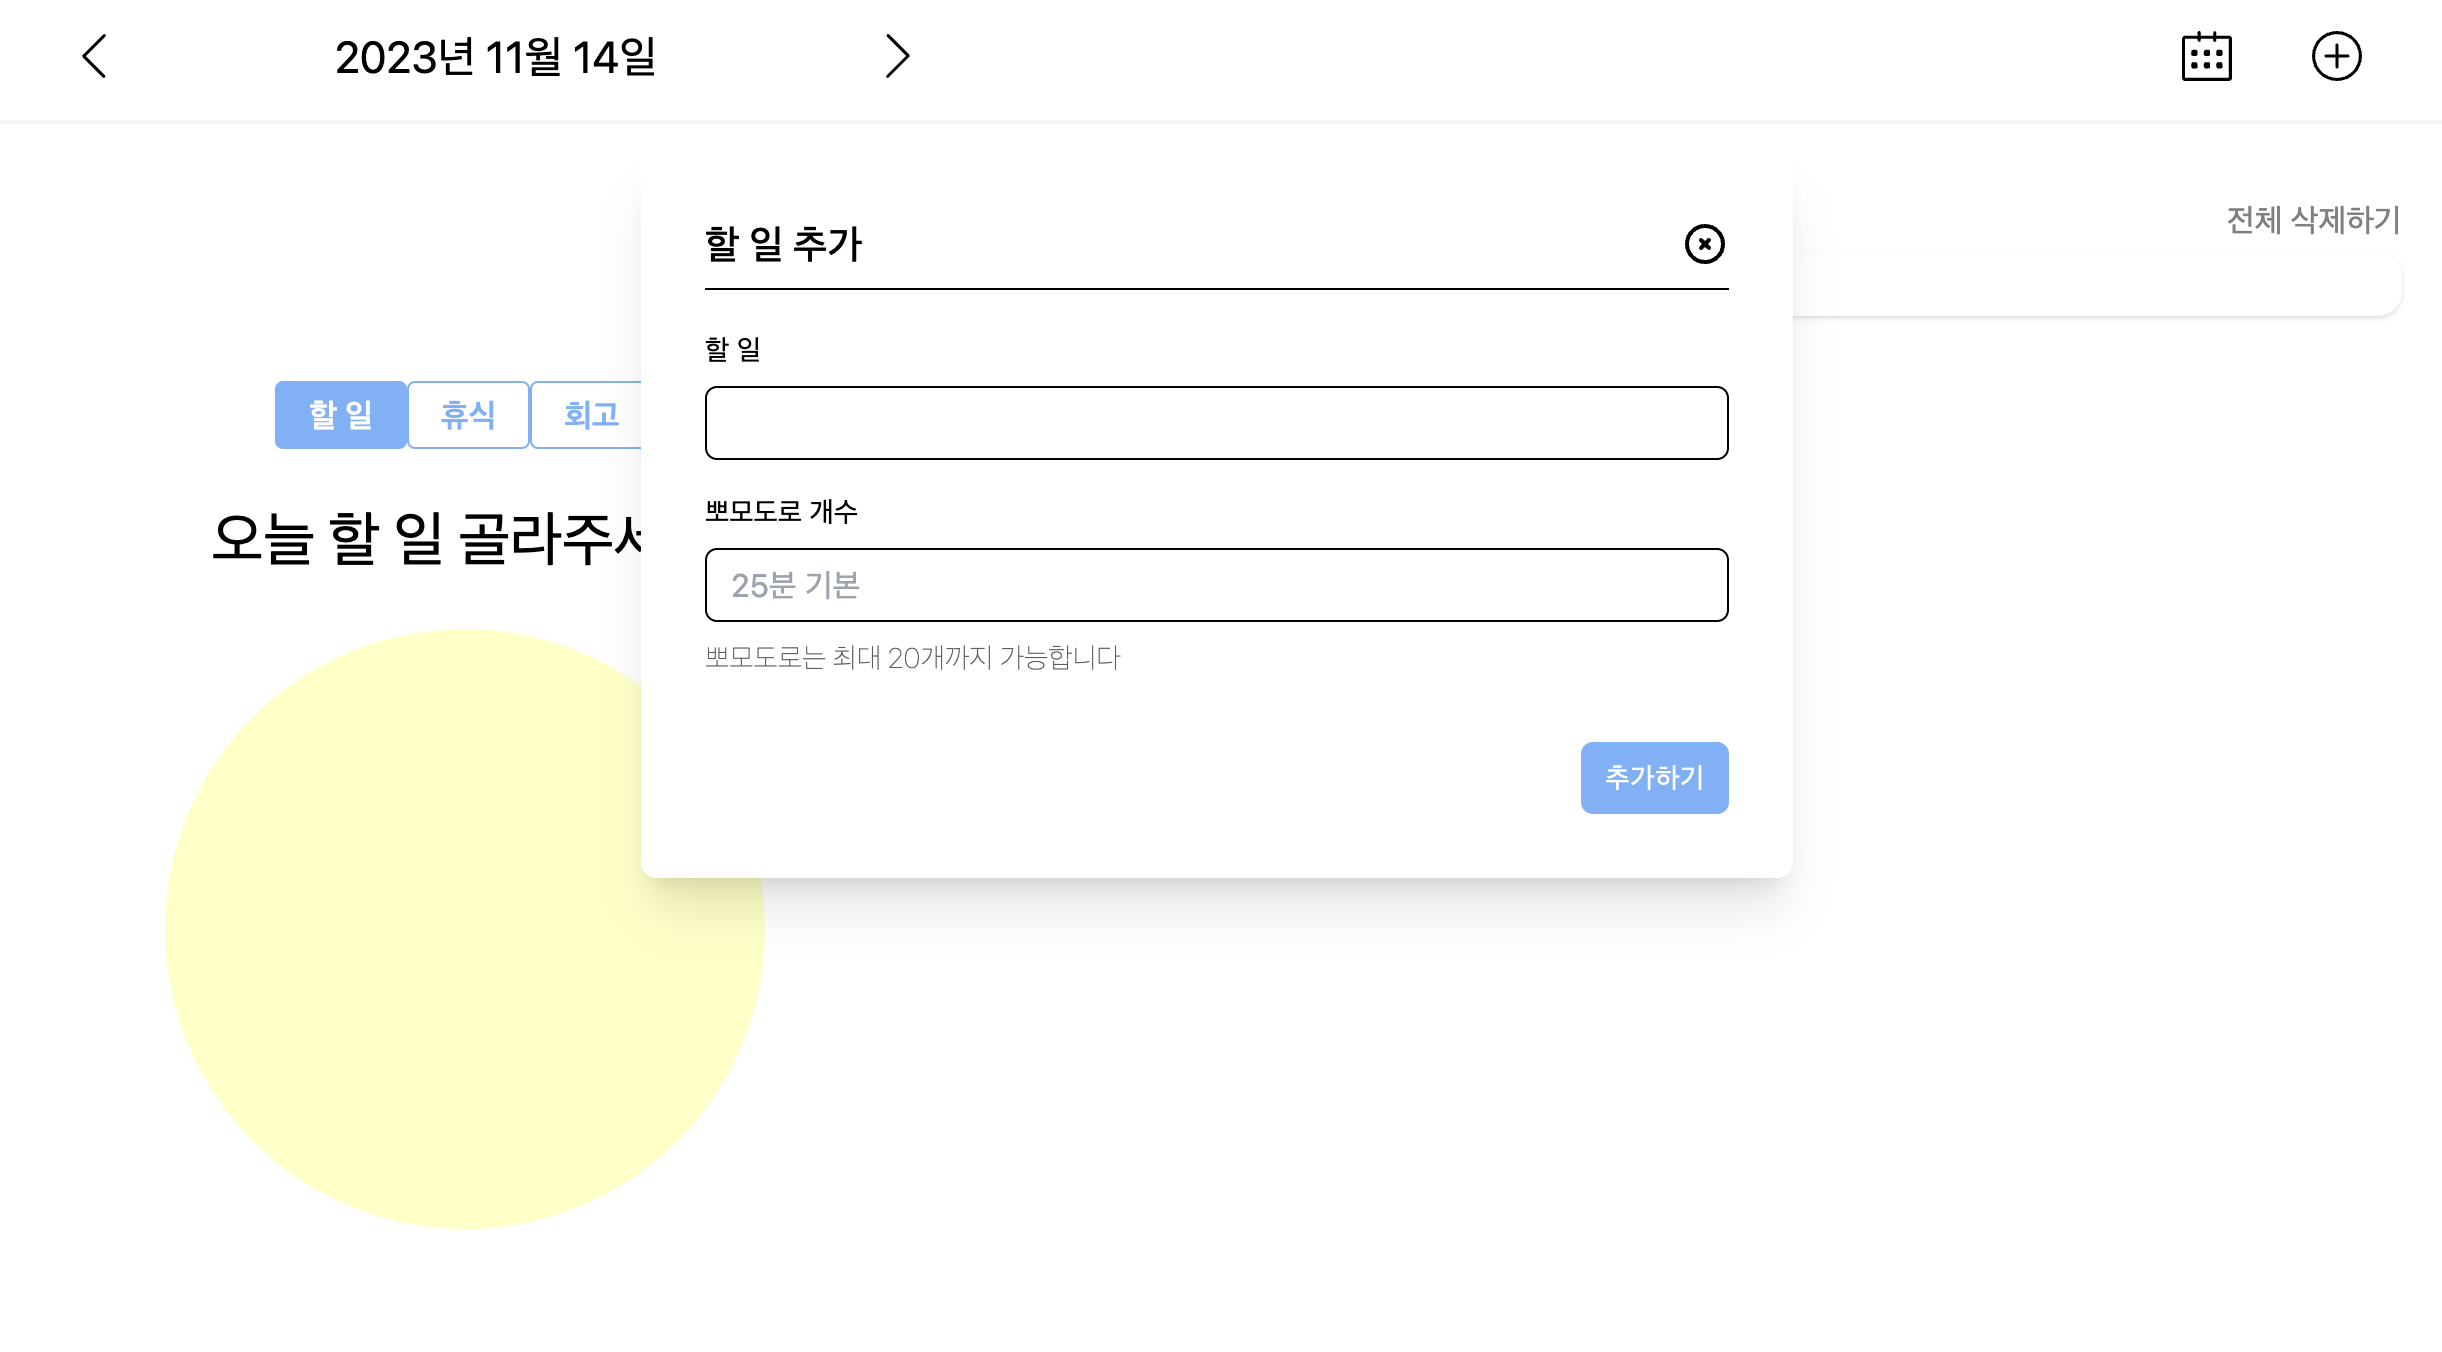 2023년 11월 14일
전체 삭제하기
할 일 추가
할 일
뽀모도로 개수
25분 기본
뽀모도로는 최대 20개까지 가능합니다
추가하기
할 일
휴식
회고
오늘 할 일 골라주